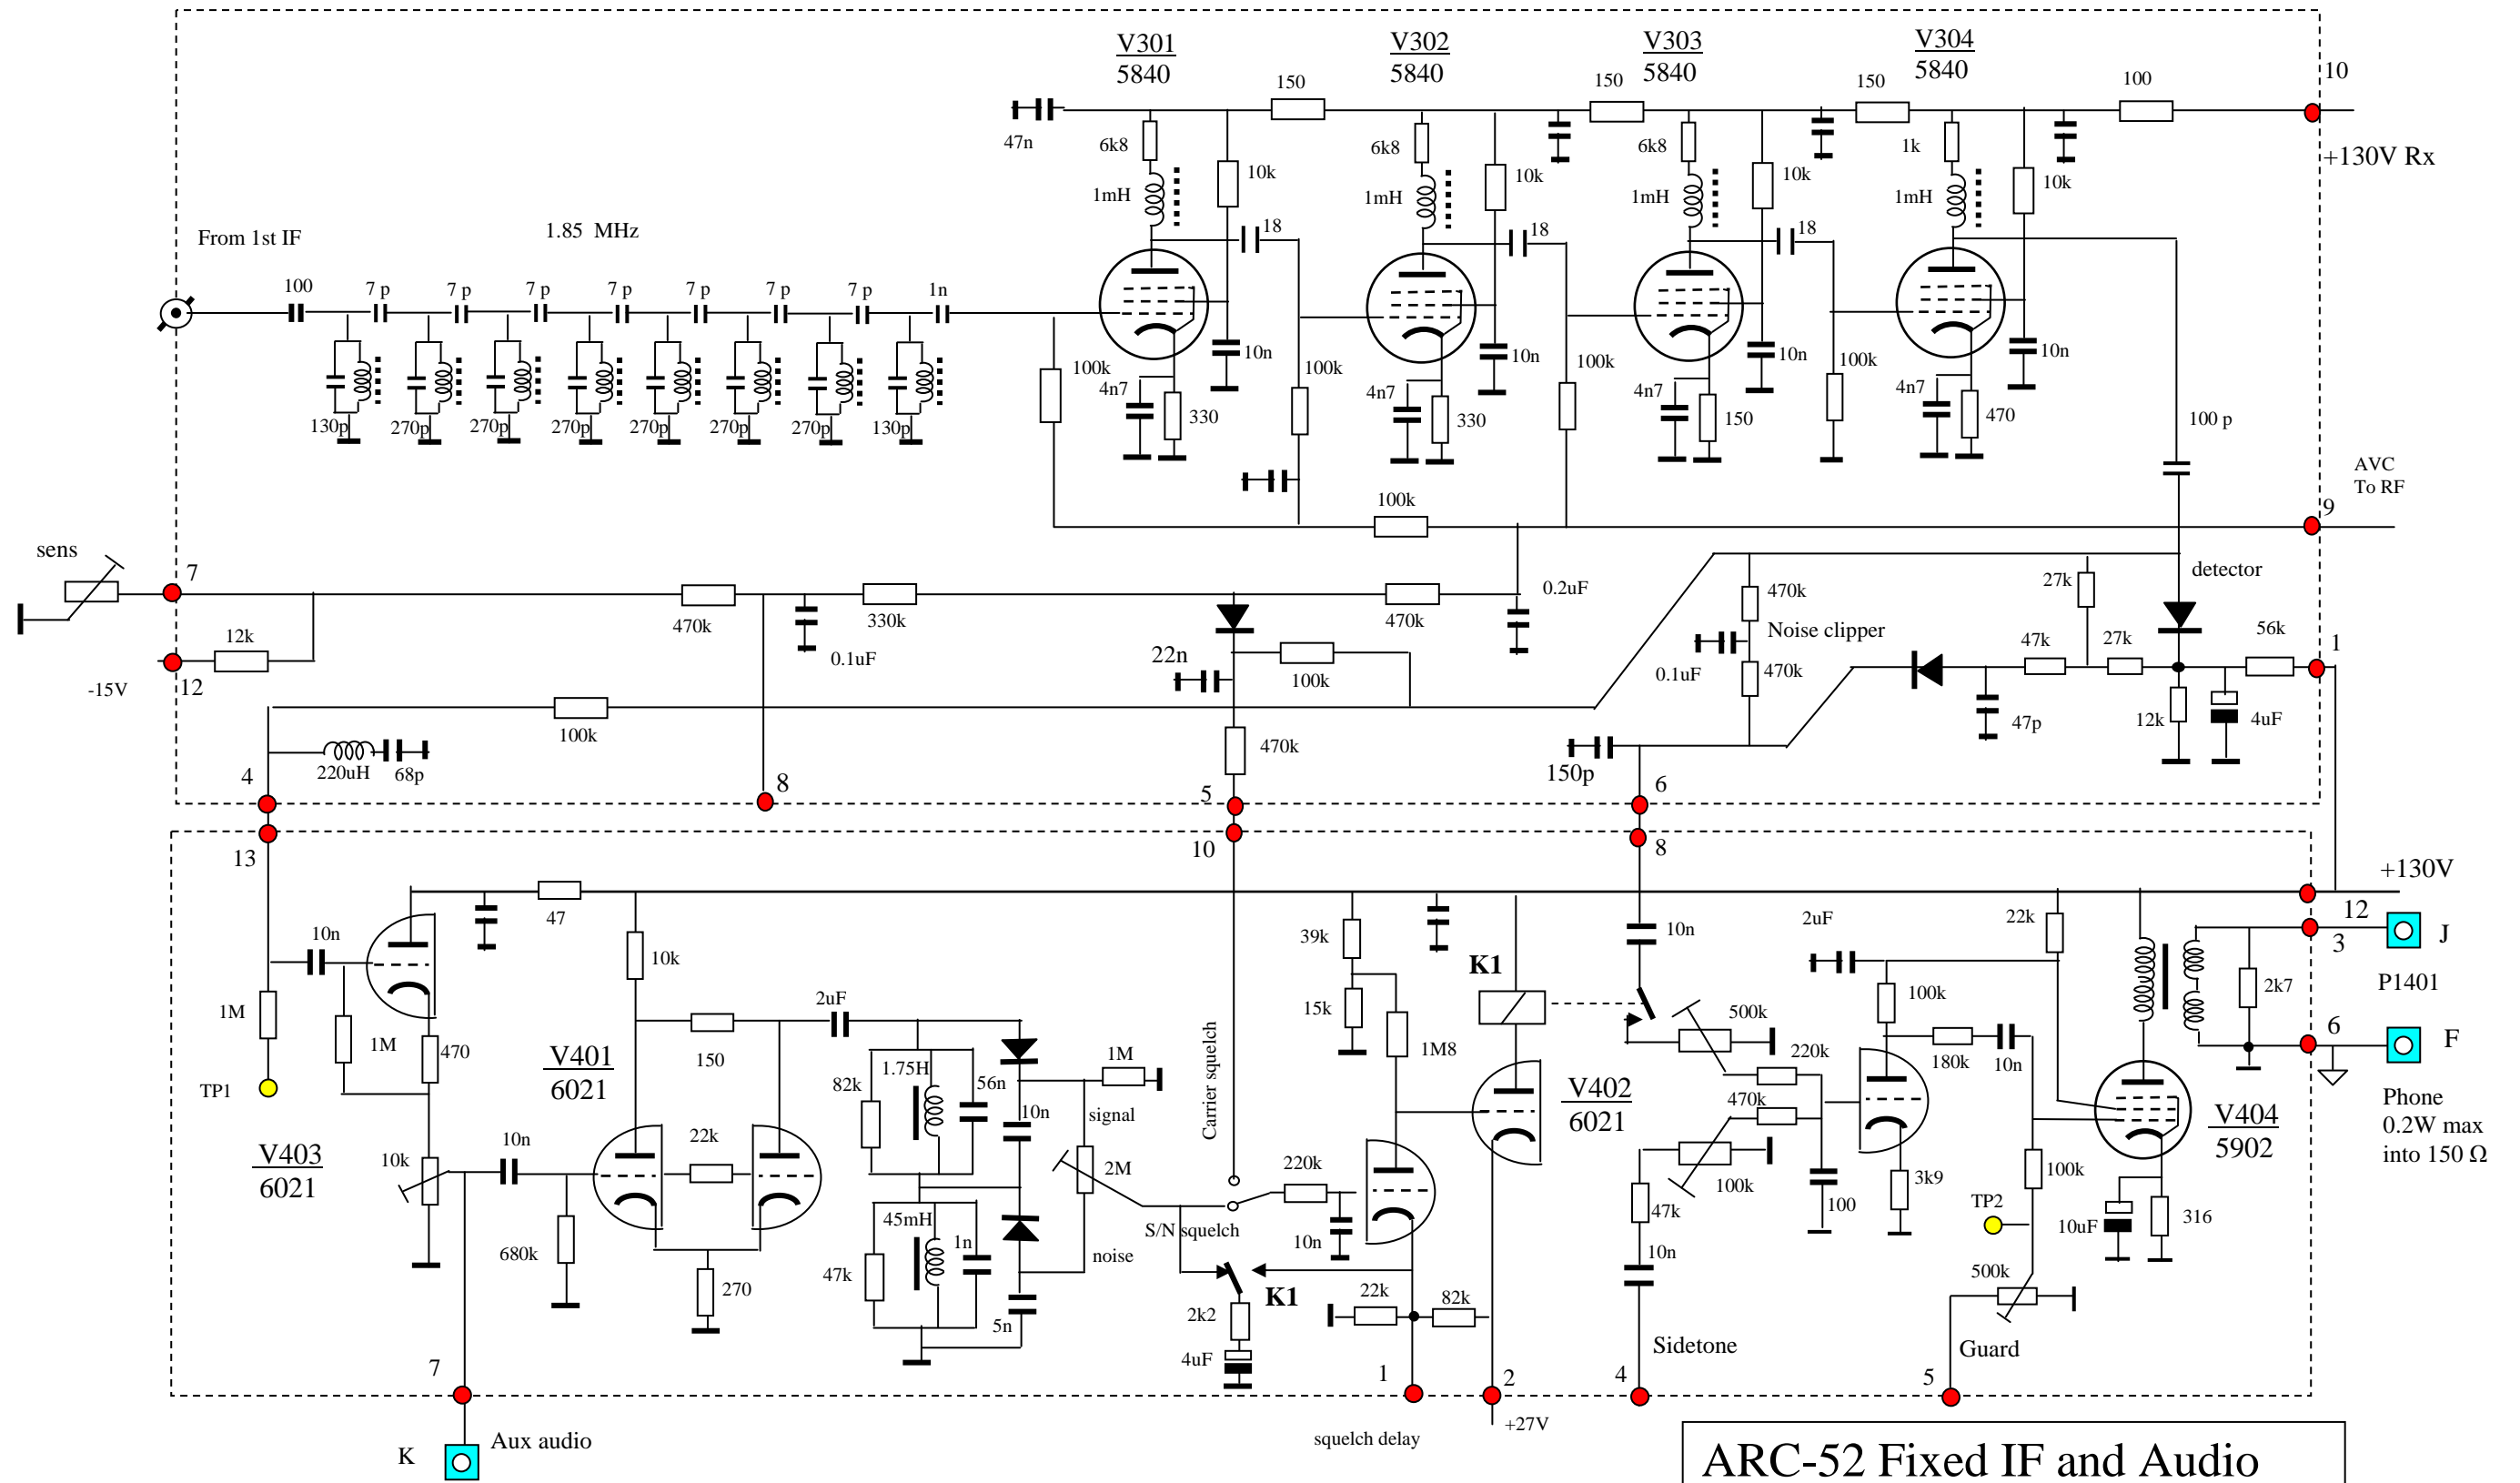 V301
5840
V302
5840
V303
5840
V304
5840
10
150
150
150
100
47n
6k8
6k8
6k8
1k
+130V Rx
10k
10k
10k
10k
1mH
1mH
1mH
1mH
From 1st IF
1.85 MHz
18
18
18
100
7 p
7 p
7 p
7 p
7 p
7 p
7 p
1n
10n
10n
10n
10n
100k
100k
100k
100k
4n7
4n7
4n7
4n7
130p
270p
270p
270p
270p
270p
270p
130p
330
330
150
470
100 p
AVC
To RF
100k
9
sens
7
detector
27k
470k
330k
470k
0.2uF
470k
Noise clipper
12k
47k
27k
56k
1
0.1uF
22n
100k
0.1uF
470k
-15V
12
12k
4uF
47p
100k
470k
220uH
68p
150p
4
8
5
6
13
10
8
+130V
47
39k
2uF
22k
12
J
3
10n
10k
10n
K1
P1401
1M
2uF
15k
100k
2k7
500k
6
F
1M
470
V401
6021
150
1M8
220k
180k
10n
TP1
82k
1.75H
56n
1M
Carrier squelch
V402
6021
Phone
0.2W max
into 150 Ω
10n
signal
470k
V404
5902
V403
6021
10n
22k
10k
2M
220k
100k
100k
3k9
100
TP2
10uF
316
45mH
1n
S/N squelch
47k
680k
47k
noise
10n
10n
270
5n
K1
2k2
22k
82k
500k
4uF
Sidetone
Guard
7
1
2
4
5
+27V
squelch delay
K
Aux audio
ARC-52 Fixed IF and Audio